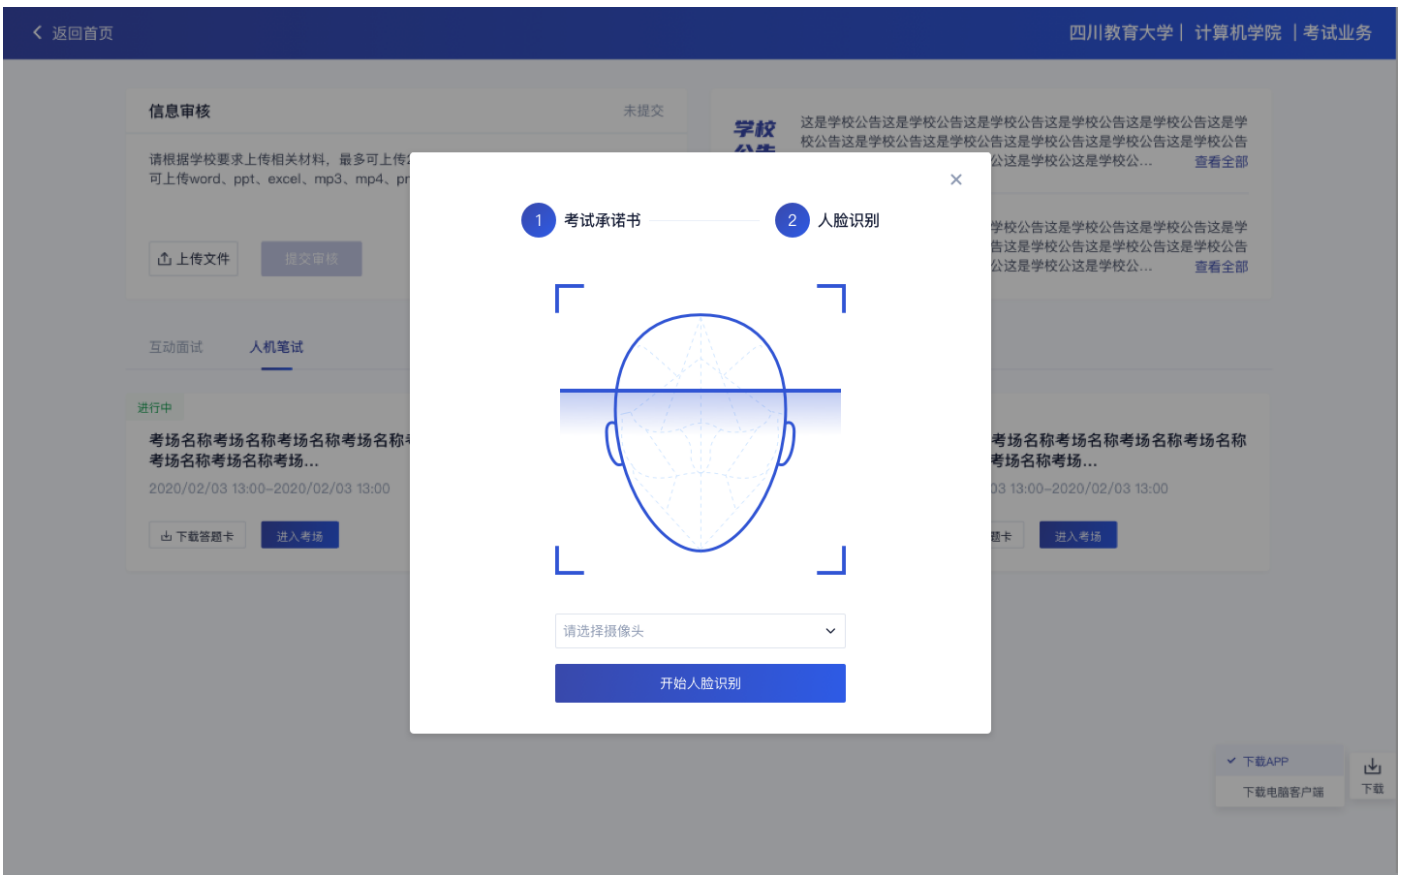 返回首页
四川教育大学 | 计算机学院 | 考试业务
信息审核
未提交
请根据学校要求上传相关材料，最多可上传
可上传word、ppt、excel、mp3、mp4、pr
上传文件
提交审核
学校
公告
这是学校公告这是学校公告这是学校公告这是学校公告这是学
校公告这是学校公告这是学校公告这是学校公告这是学校公告
公这是学校公这是学校公... 查看全部
学校公告这是学校公告这是学校公告这是学
告这是学校公告这是学校公告这是学校公告
公这是学校公这是学校公... 查看全部
1 考试承诺书
2 人脸识别
互动面试
人机笔试
进行中
考场名称考场名称考场名称考场名称
考场名称考场名称考场...
2020/02/03 13:00-2020/02/03 13:00
下载答题卡
进入考场
考场名称考场名称考场名称考场名称
考场名称考场...
03 13:00-2020/02/03 13:00
题卡
进入考场
请选择摄像头
开始人脸识别
下载APP
下载电脑客户端
下载